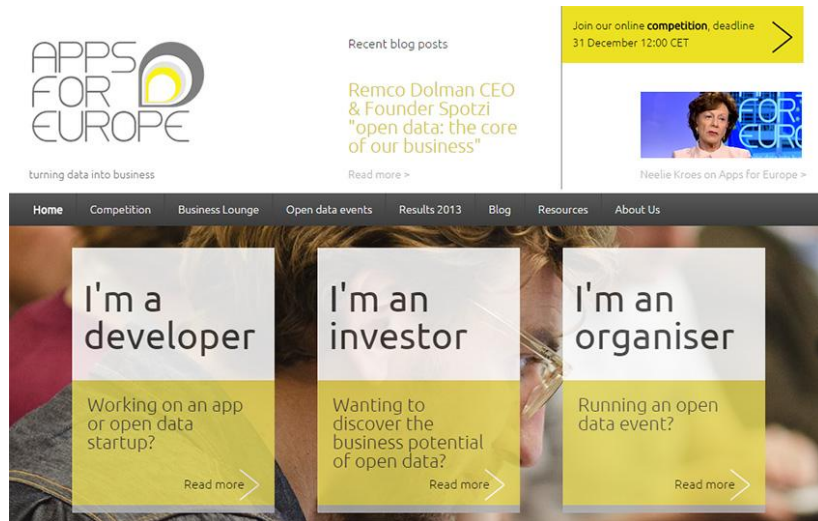 APPS
FOR
EUROPE
turning data into business
Recent blog posts
Remco Dolman CEO
& Founder Spotzi
"open data: the core
of our business"
Read more >
Join our online competition, deadline
31 December 12:00 CET
FOR
EURO
Neelie Kroes on Apps for Europe >
Home Competition Business Lounge Open data events Results 2013 Blog Resources About Us
I'm a
developer
Working on an app
or open data
startup?
Read more
I'm an
investor
Wanting to
discover the
business potential
of open data?
Read more
I'm an
organiser
Running an open
data event?
Read more